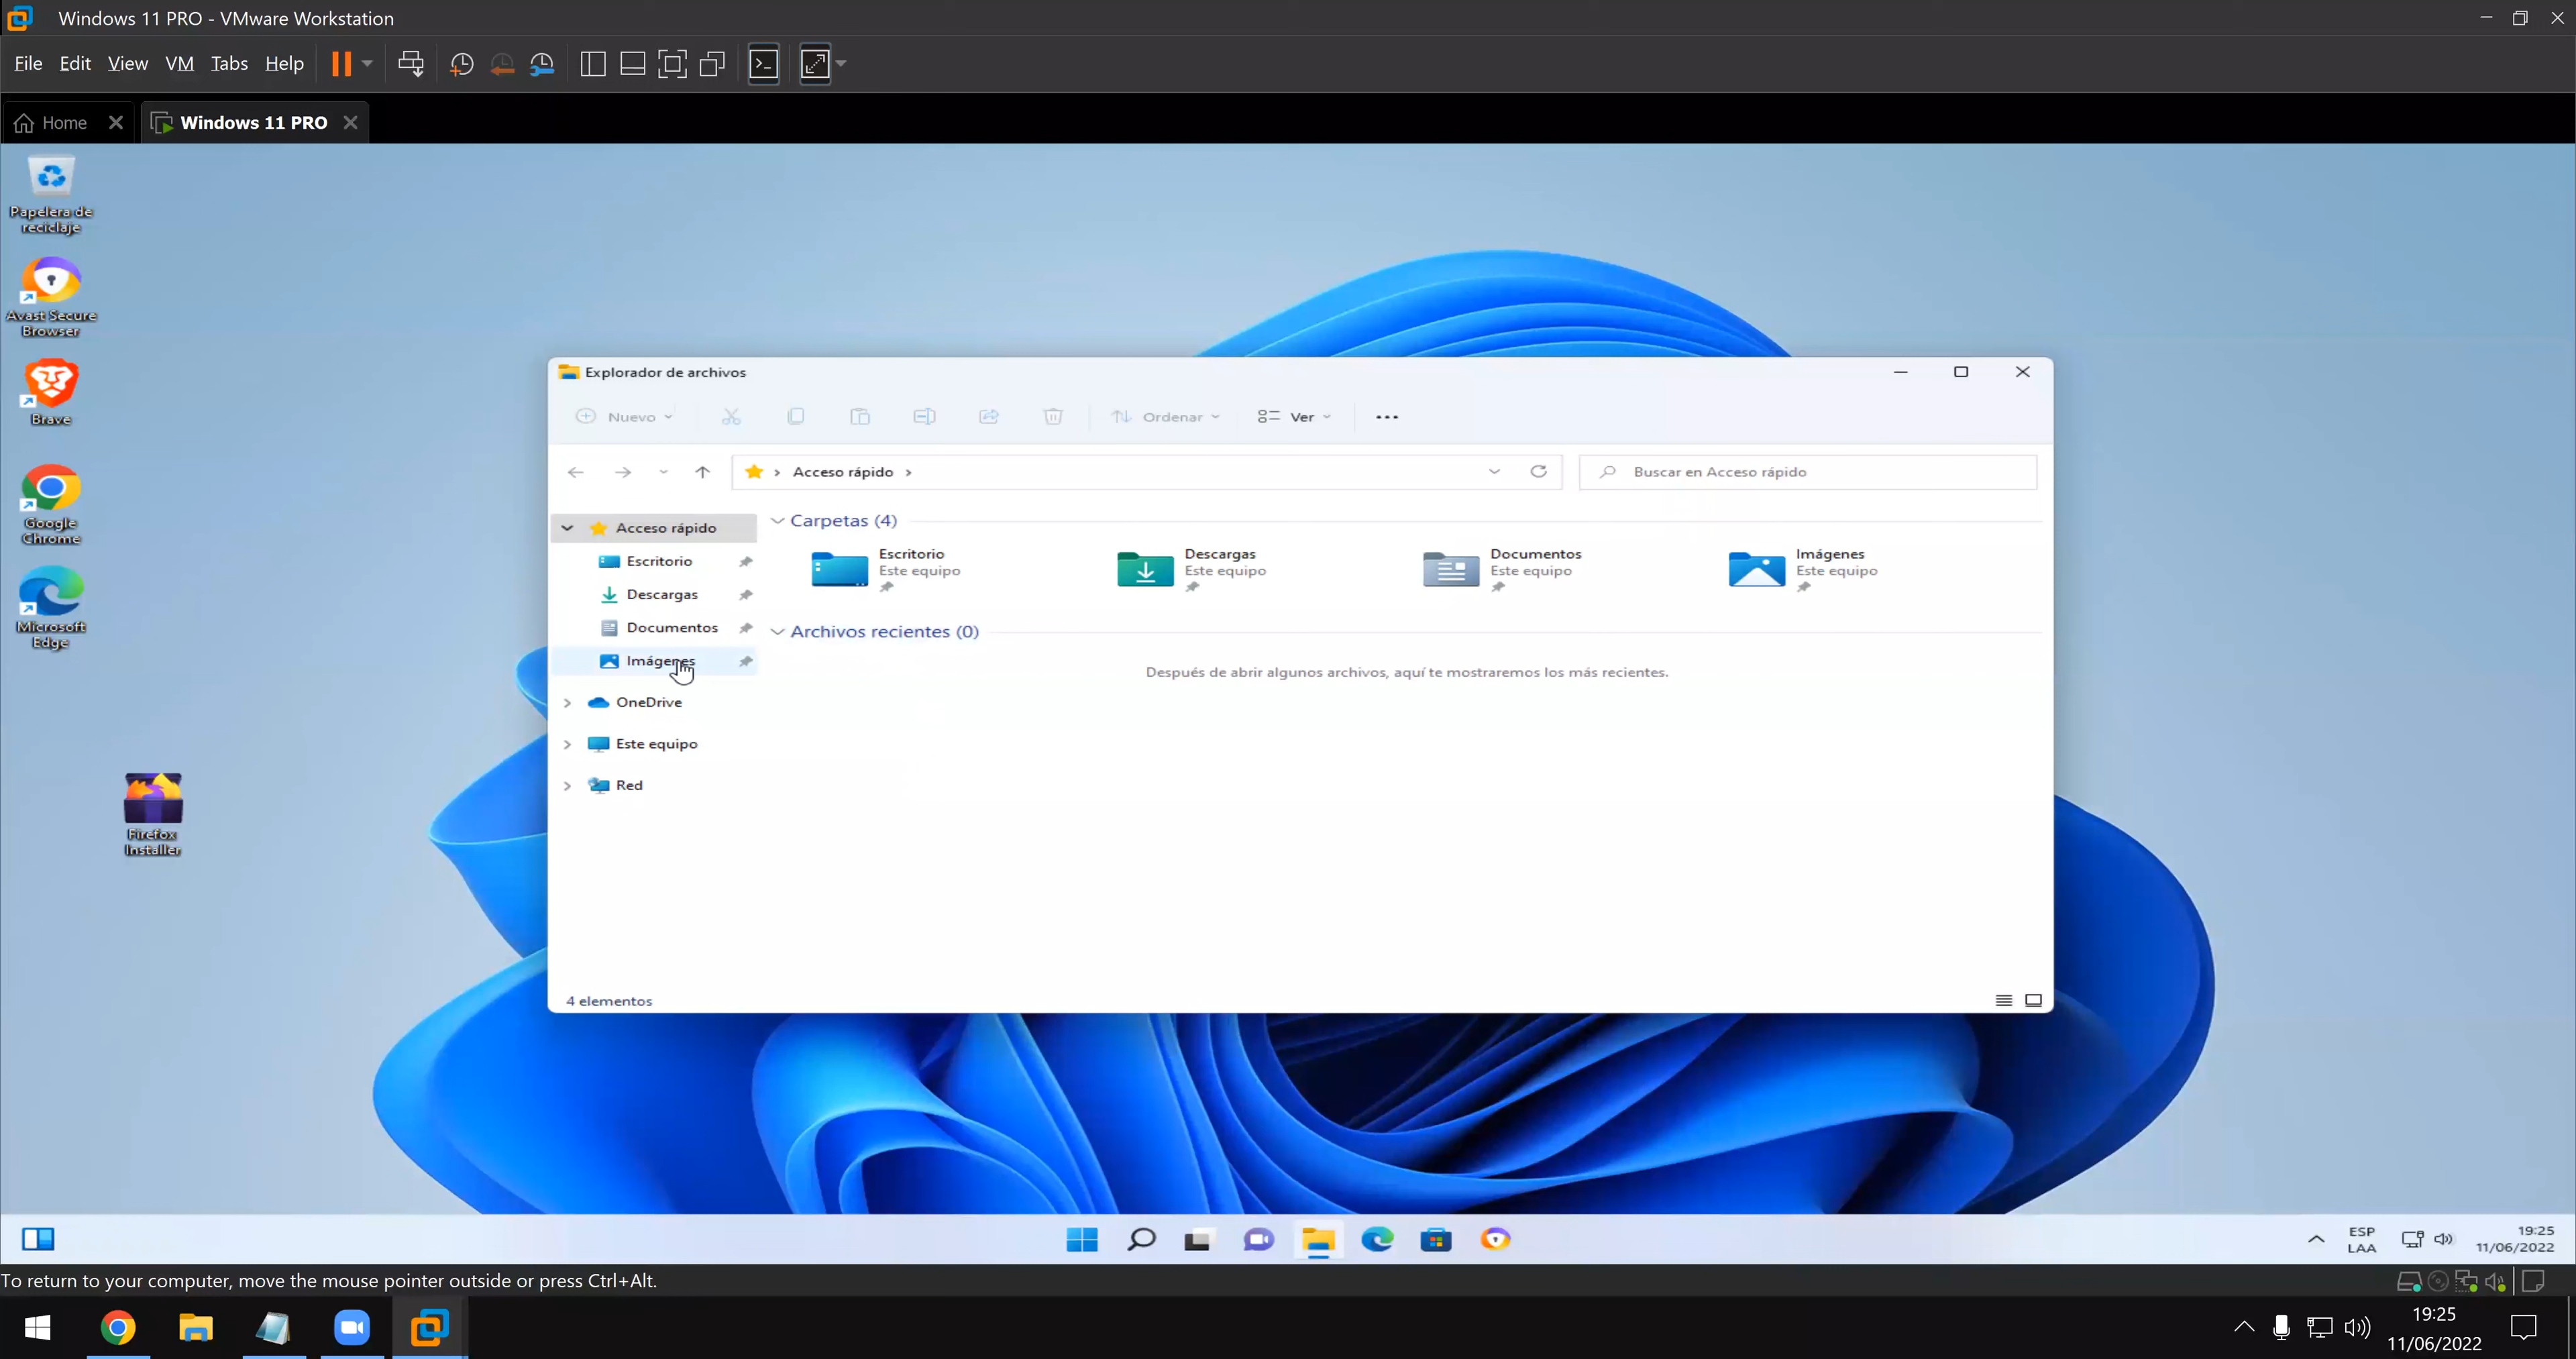 Windows 11 PRO - VMware Workstation
File Edit View VM Tabs Help
Home
Windows 11 PRO
Papelera de
reciclaje
Avast Secure
Browser
Brave
Google
Chrome
Microsoft
Edge
Firefox
Installer
Explorador de archivos
Nuevo
Ordenar
Ver
Acceso rápido
Buscar en Acceso rápido
Acceso rápido
Escritorio
Descargas
Documentos
Imágenes
OneDrive
Este equipo
Red
Carpetas (4)
Escritorio
Este equipo
Descargas
Este equipo
Documentos
Este equipo
Imágenes
Este equipo
Archivos recientes (0)
Después de abrir algunos archivos, aquí te mostraremos los más recientes.
4 elementos
ESP
LAA
19:25
11/06/2022
To return to your computer, move the mouse pointer outside or press Ctrl+Alt.
19:25
11/06/2022